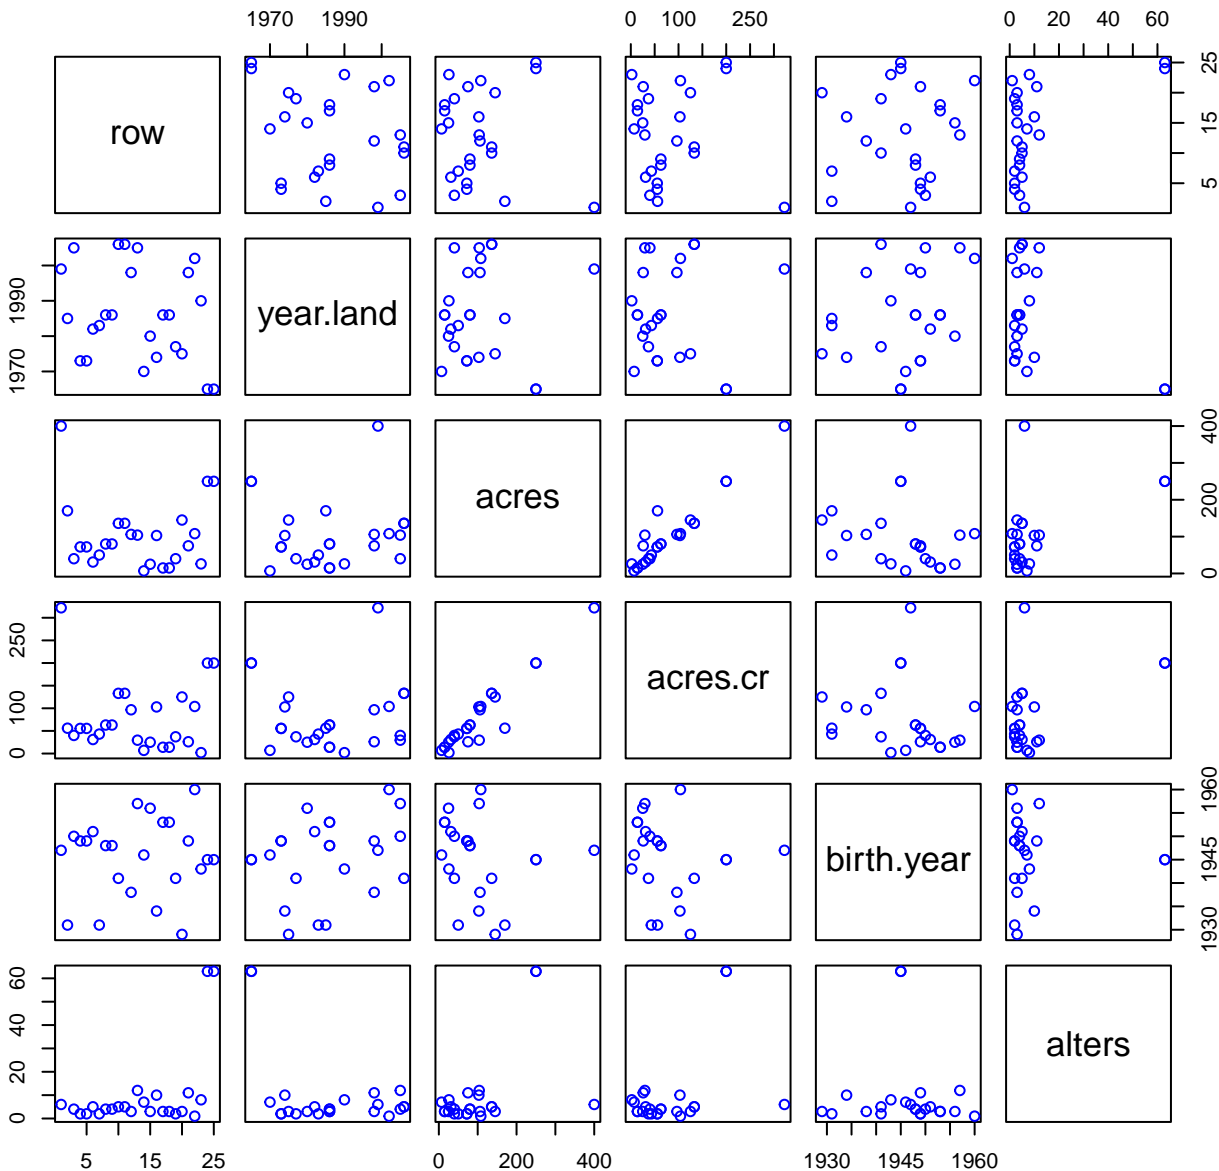 1970 1990 0 100 250 0 20 40 60
row 5 15 25
1970 1990 year.land
acres 0 200 400
0 100 250 acres.cr
birth.year 1930 1945 1960
0 20 40 60 alters
5 15 25 0 200 400 1930 1945 1960